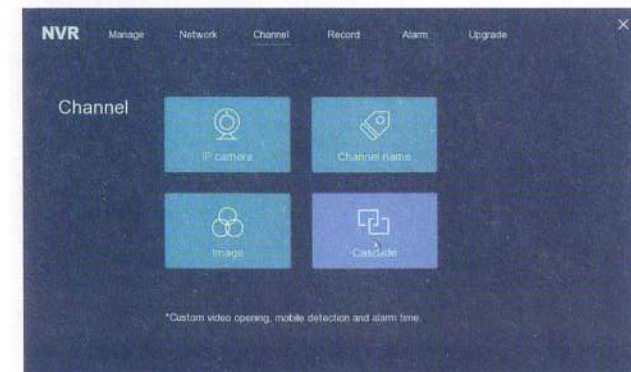 NVR Manage Network Channel Record Alarm Upgrade
Channel
IP camera Channel name
Image Cascade
*Custom video opening, mobile detection and alarm time.